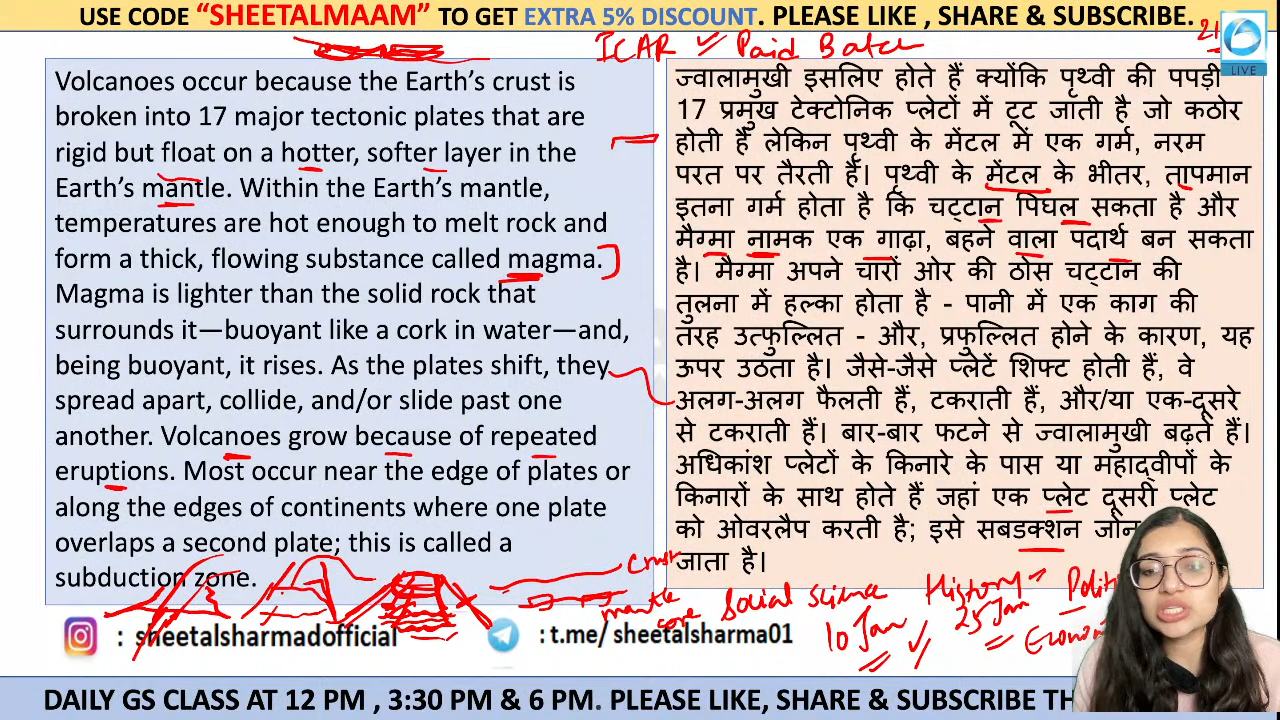 USE CODE “SHEETALMAAM” TO GET EXTRA 5% DISCOUNT. PLEASE LIKE , SHARE & SUBSCRIBE.
ICAR Paid Batch
21
LIVE
Volcanoes occur because the Earth’s crust is
broken into 17 major tectonic plates that are
rigid but float on a hotter, softer layer in the
Earth’s mantle. Within the Earth’s mantle,
temperatures are hot enough to melt rock and
form a thick, flowing substance called magma.
Magma is lighter than the solid rock that
surrounds it—buoyant like a cork in water—and,
being buoyant, it rises. As the plates shift, they
spread apart, collide, and/or slide past one
another. Volcanoes grow because of repeated
eruptions. Most occur near the edge of plates or
along the edges of continents where one plate
overlaps a second plate; this is called a
subduction zone.
ज्वालामुखी इसलिए होते हैं क्योंकि पृथ्वी की पपड़ी
17 प्रमुख टेक्टोनिक प्लेटों में टूट जाती है जो कठोर
होती हैं लेकिन पृथ्वी के मेंटल में एक गर्म, नरम
परत पर तैरती हैं। पृथ्वी के मेंटल के भीतर, तापमान
इतना गर्म होता है कि चट्टान पिघल सकता है और
मैग्मा नामक एक गाढ़ा, बहने वाला पदार्थ बन सकता
है। मैग्मा अपने चारों ओर की ठोस चट्टान की
तुलना में हल्का होता है - पानी में एक काग की
तरह उत्फुल्लित - और, प्रफुल्लित होने के कारण, यह
ऊपर उठता है। जैसे-जैसे प्लेटें शिफ्ट होती हैं, वे
अलग-अलग फैलती हैं, टकराती हैं, और/या एक-दूसरे
से टकराती हैं। बार-बार फटने से ज्वालामुखी बढ़ते हैं।
अधिकांश प्लेटों के किनारे के पास या महाद्वीपों के
किनारों के साथ होते हैं जहां एक प्लेट दूसरी प्लेट
को ओवरलैप करती है; इसे सबडक्शन जोन
जाता है।
crust
mantle
core
Social science
10 Jan
History
25 Jan
: sheetalsharmadofficial
: t.me/ sheetalsharma01
DAILY GS CLASS AT 12 PM , 3:30 PM & 6 PM. PLEASE LIKE, SHARE & SUBSCRIBE